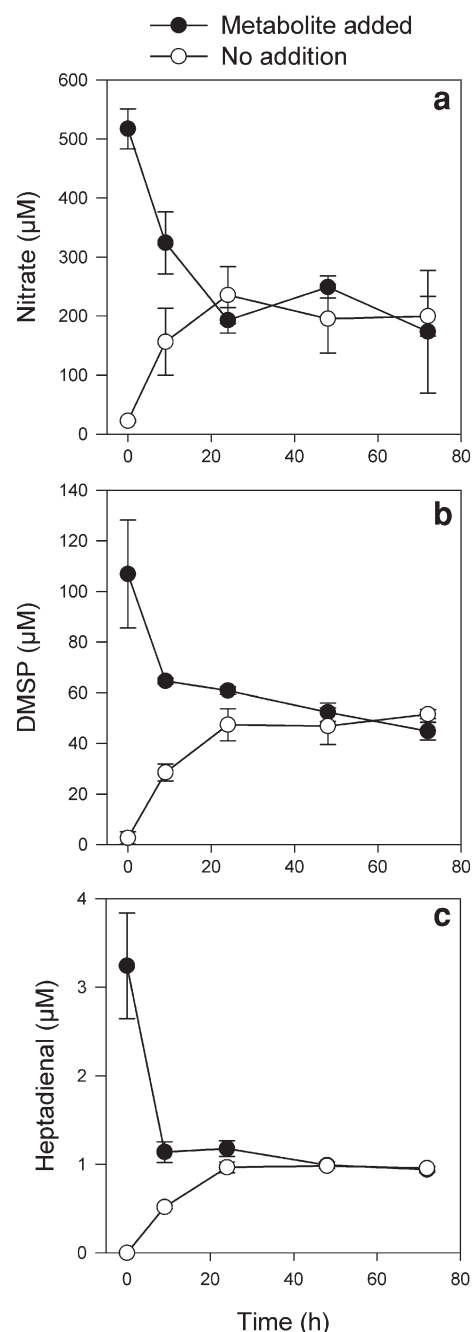 Metabolite added
No addition
a
Nitrate (µM)
600
500
400
300
200
100
0
0 20 40 60 80
b
DMSP (µM)
140
120
100
80
60
40
20
0
0 20 40 60 80
c
Heptadienal (µM)
4
3
2
1
0
0 20 40 60 80
Time (h)